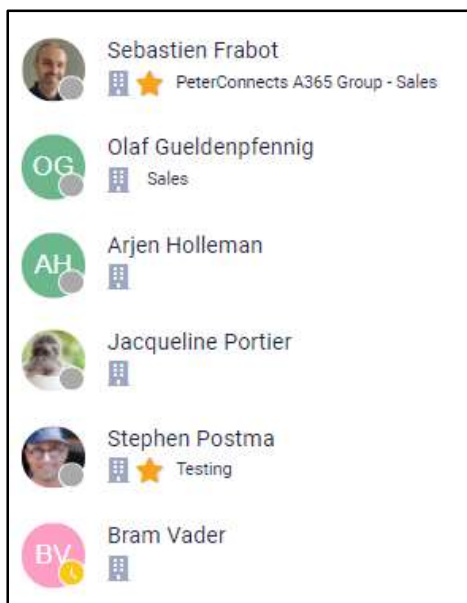 Sebastien Frabot
PeterConnects A365 Group - Sales
OG
Olaf Gueldenpfennig
Sales
AH
Arjen Holleman
Jacqueline Portier
Stephen Postma
Testing
BV
Bram Vader